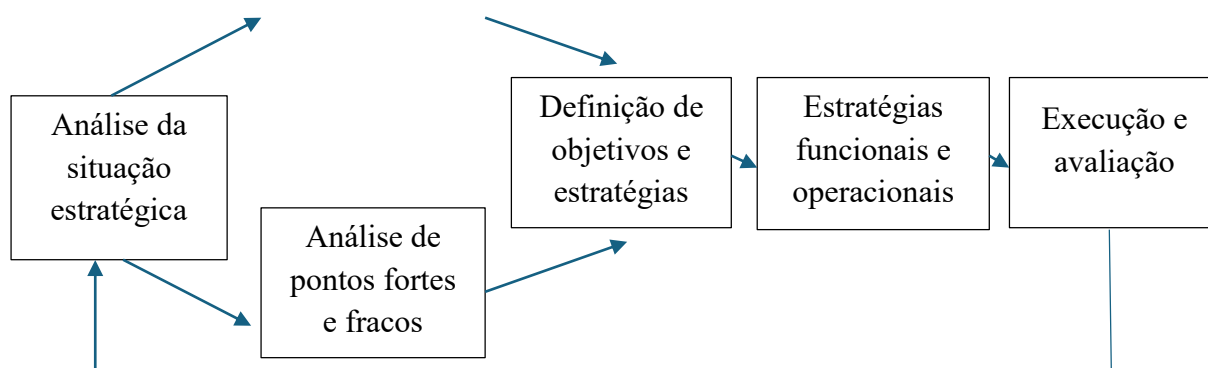 Análise da
situação
estratégica
Análise de
pontos fortes
e fracos
Definição de
objetivos e
estratégias
Estratégias
funcionais e
operacionais
Execução e
avaliação